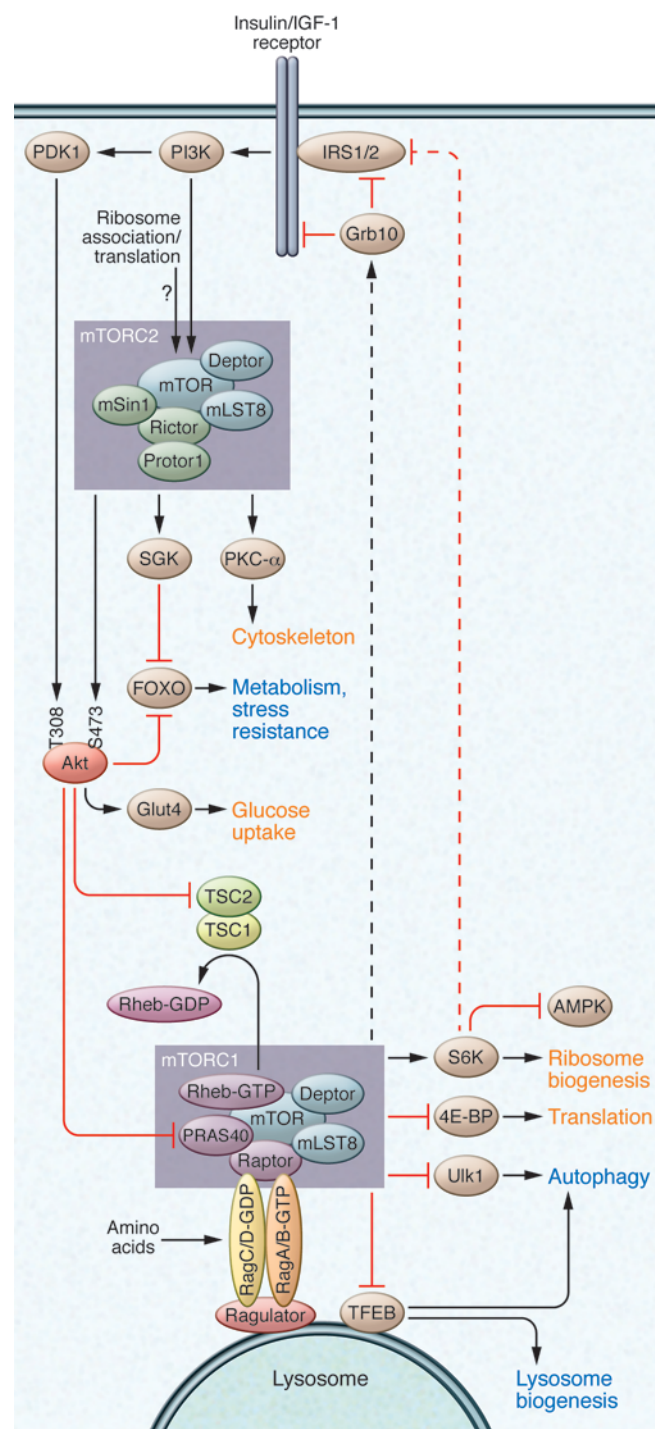 Insulin/IGF-1
receptor
PDK1
PI3K
IRS1/2
Ribosome
association/
translation
Grb10
?
mTORC2
Deptor
mTOR
mSin1
mLST8
Rictor
Protor1
SGK
PKC-α
Cytoskeleton
FOXO
Metabolism,
stress
resistance
T308
S473
Akt
Glut4
Glucose
uptake
TSC2
TSC1
Rheb-GDP
AMPK
mTORC1
S6K
Ribosome
biogenesis
Rheb-GTP
Deptor
mTOR
4E-BP
Translation
PRAS40
mLST8
Raptor
Ulk1
Autophagy
Amino
acids
RagC/D-GDP
RagA/B-GTP
Ragulator
TFEB
Lysosome
Lysosome
biogenesis